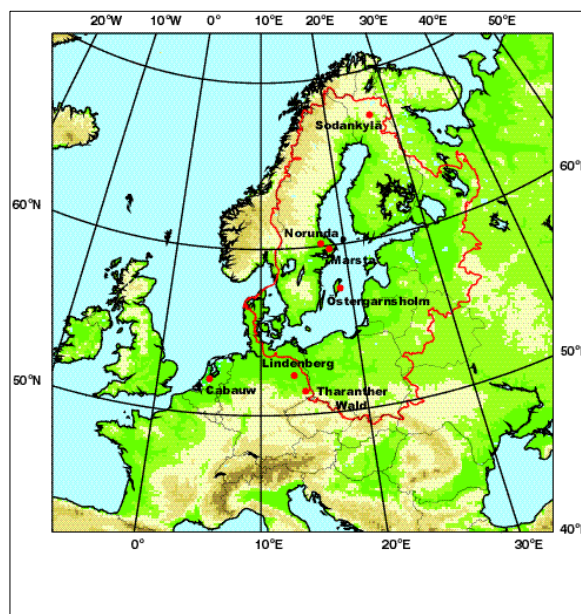 20°W 10°W 0° 10°E 20°E 30°E 40°E 50°E
Sodankylä
60°N
60°N
Norunda
Marsta
Östergarnsholm
50°N
50°N
Lindenberg
Cabauw
Tharanther
Wald
40°N
0° 10°E 20°E 30°E